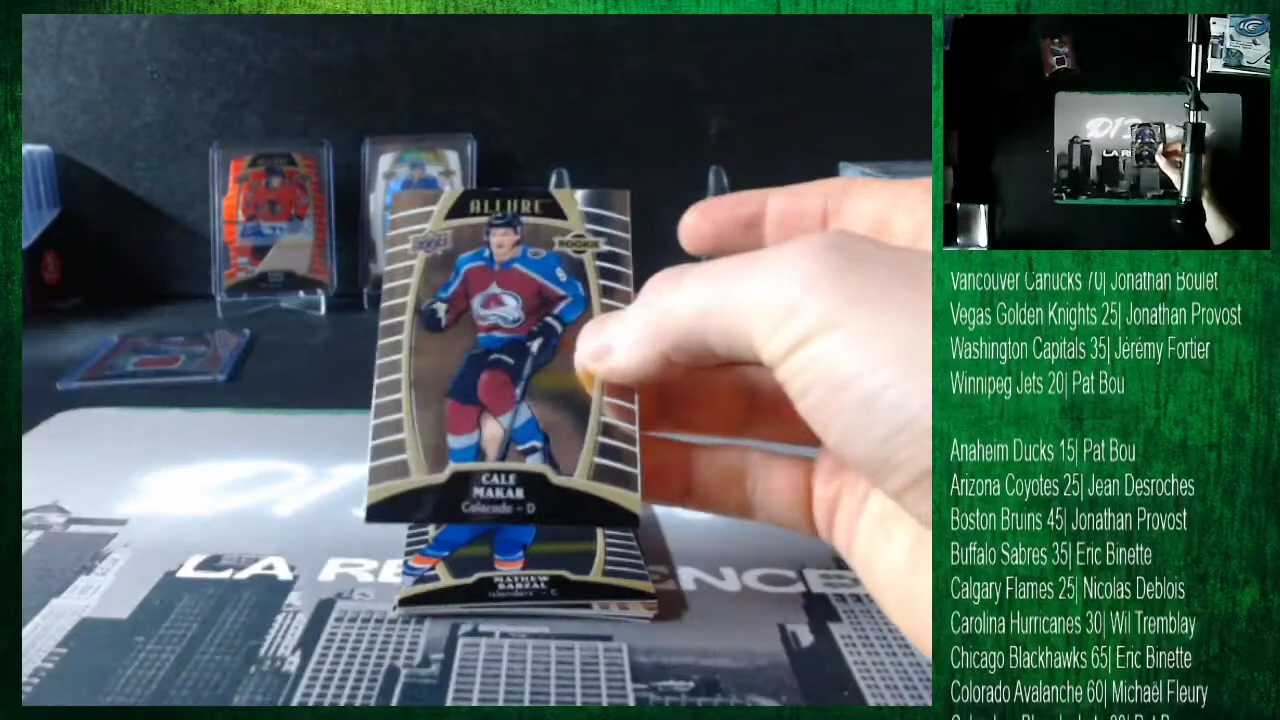 ALLURE
ROOKIE
CALE
MAKAR
Colorado - D
MATHEW
BARZAL
Islanders - C
LA RE
NCE
LA R
Vancouver Canucks 70| Jonathan Boulet
Vegas Golden Knights 25| Jonathan Provost
Washington Capitals 35| Jérémy Fortier
Winnipeg Jets 20| Pat Bou
Anaheim Ducks 15| Pat Bou
Arizona Coyotes 25| Jean Desroches
Boston Bruins 45| Jonathan Provost
Buffalo Sabres 35| Eric Binette
Calgary Flames 25| Nicolas Deblois
Carolina Hurricanes 30| Wil Tremblay
Chicago Blackhawks 65| Eric Binette
Colorado Avalanche 60| Michaël Fleury